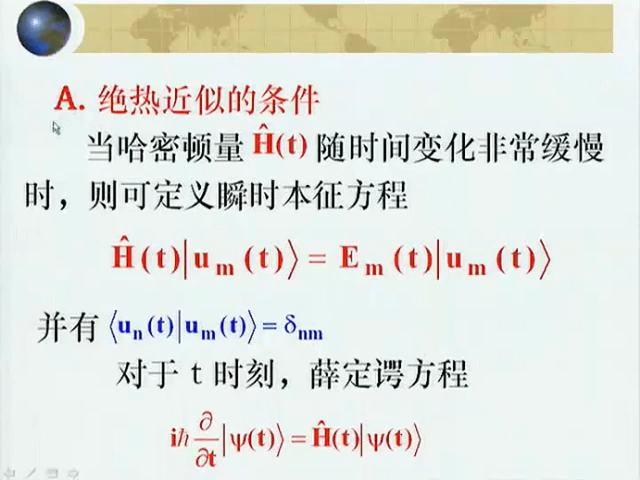 A. 绝热近似的条件
当哈密顿量 Ĥ(t) 随时间变化非常缓慢
时，则可定义瞬时本征方程
Ĥ(t)|u_m(t)⟩ = E_m(t)|u_m(t)⟩
并有 ⟨u_n(t)|u_m(t)⟩ = δ_nm
对于 t 时刻，薛定谔方程
iℏ ∂/∂t |ψ(t)⟩ = Ĥ(t)|ψ(t)⟩